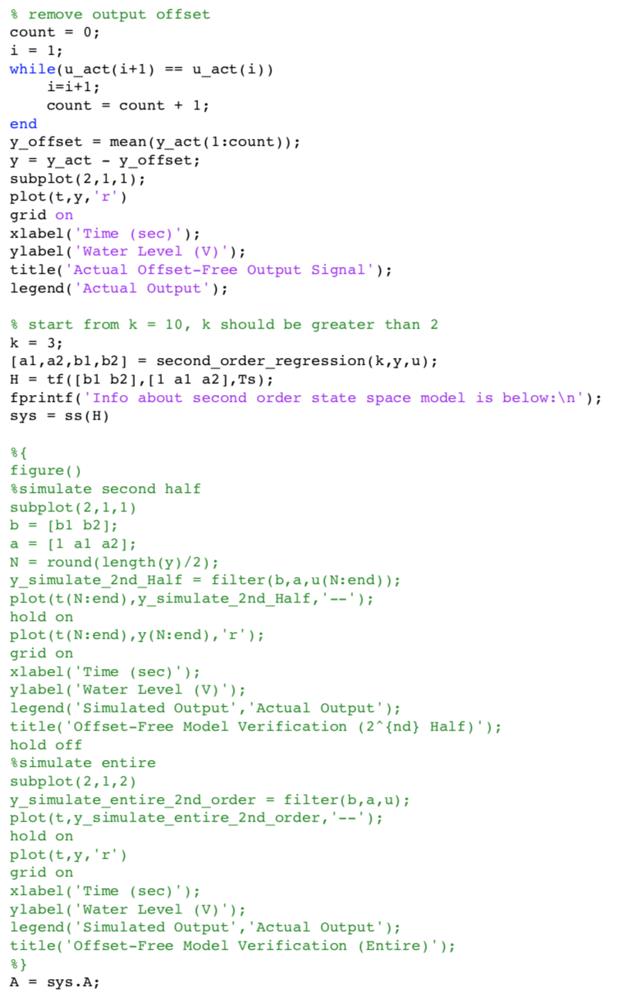 % remove output offset
count = 0;
i = 1;
while(u_act(i+1) == u_act(i))
    i=i+1;
    count = count + 1;
end
y_offset = mean(y_act(1:count));
y = y_act - y_offset;
subplot(2,1,1);
plot(t,y,'r')
grid on
xlabel('Time (sec)');
ylabel('Water Level (V)');
title('Actual Offset-Free Output Signal');
legend('Actual Output');

% start from k = 10, k should be greater than 2
k = 3;
[a1,a2,b1,b2] = second_order_regression(k,y,u);
H = tf([b1 b2],[1 a1 a2],Ts);
fprintf('Info about second order state space model is below:\n');
sys = ss(H)

%{
figure()
%simulate second half
subplot(2,1,1)
b = [b1 b2];
a = [1 a1 a2];
N = round(length(y)/2);
y_simulate_2nd_Half = filter(b,a,u(N:end));
plot(t(N:end),y_simulate_2nd_Half,'--');
hold on
plot(t(N:end),y(N:end),'r');
grid on
xlabel('Time (sec)');
ylabel('Water Level (V)');
legend('Simulated Output','Actual Output');
title('Offset-Free Model Verification (2^{nd} Half)');
hold off
%simulate entire
subplot(2,1,2)
y_simulate_entire_2nd_order = filter(b,a,u);
plot(t,y_simulate_entire_2nd_order,'--');
hold on
plot(t,y,'r')
grid on
xlabel('Time (sec)');
ylabel('Water Level (V)');
legend('Simulated Output','Actual Output');
title('Offset-Free Model Verification (Entire)');
%}
A = sys.A;